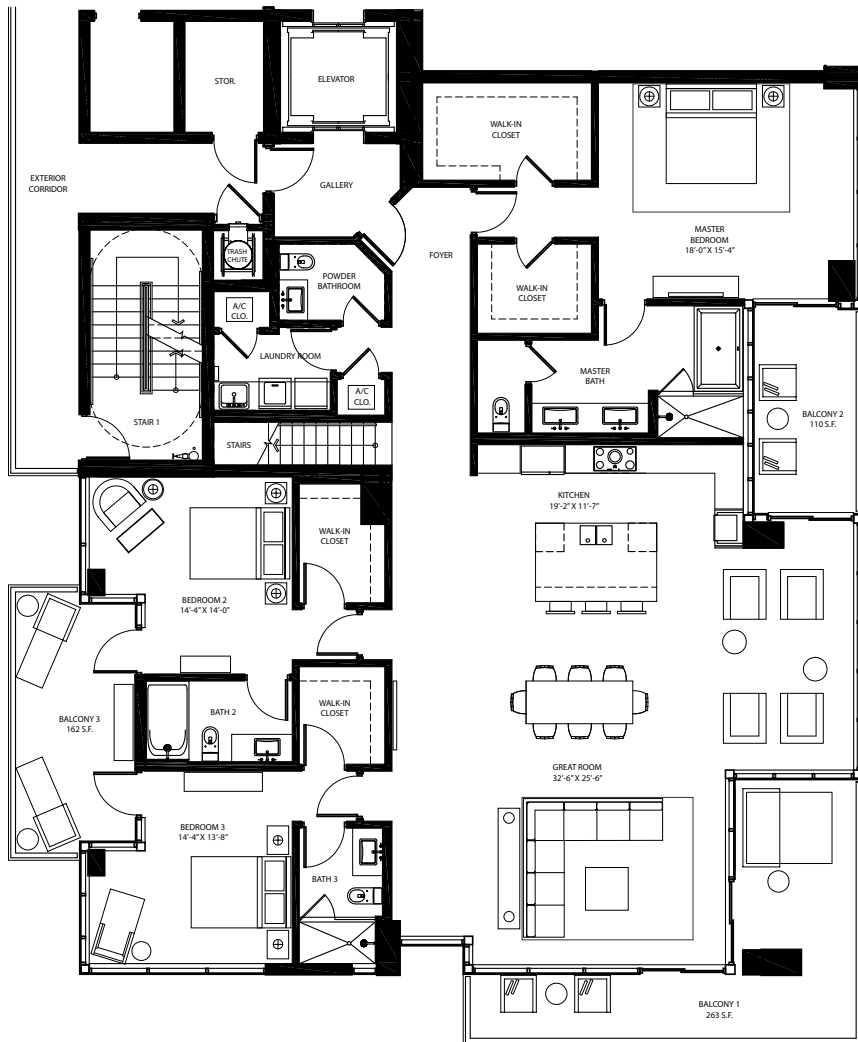 STOR.
ELEVATOR
WALK-IN
CLOSET
EXTERIOR
CORRIDOR
GALLERY
FOYER
MASTER
BEDROOM
18'-0" X 15'-4"
TRASH
CHUTE
POWDER
BATHROOM
WALK-IN
CLOSET
A/C
CLO.
LAUNDRY ROOM
MASTER
BATH
A/C
CLO.
BALCONY 2
110 S.F.
STAIR 1
STAIRS
KITCHEN
19'-2" X 11'-7"
WALK-IN
CLOSET
BEDROOM 2
14'-4" X 14'-0"
BALCONY 3
162 S.F.
BATH 2
WALK-IN
CLOSET
GREAT ROOM
32'-6" X 25'-6"
BEDROOM 3
14'-4" X 13'-8"
BATH 3
BALCONY 1
263 S.F.